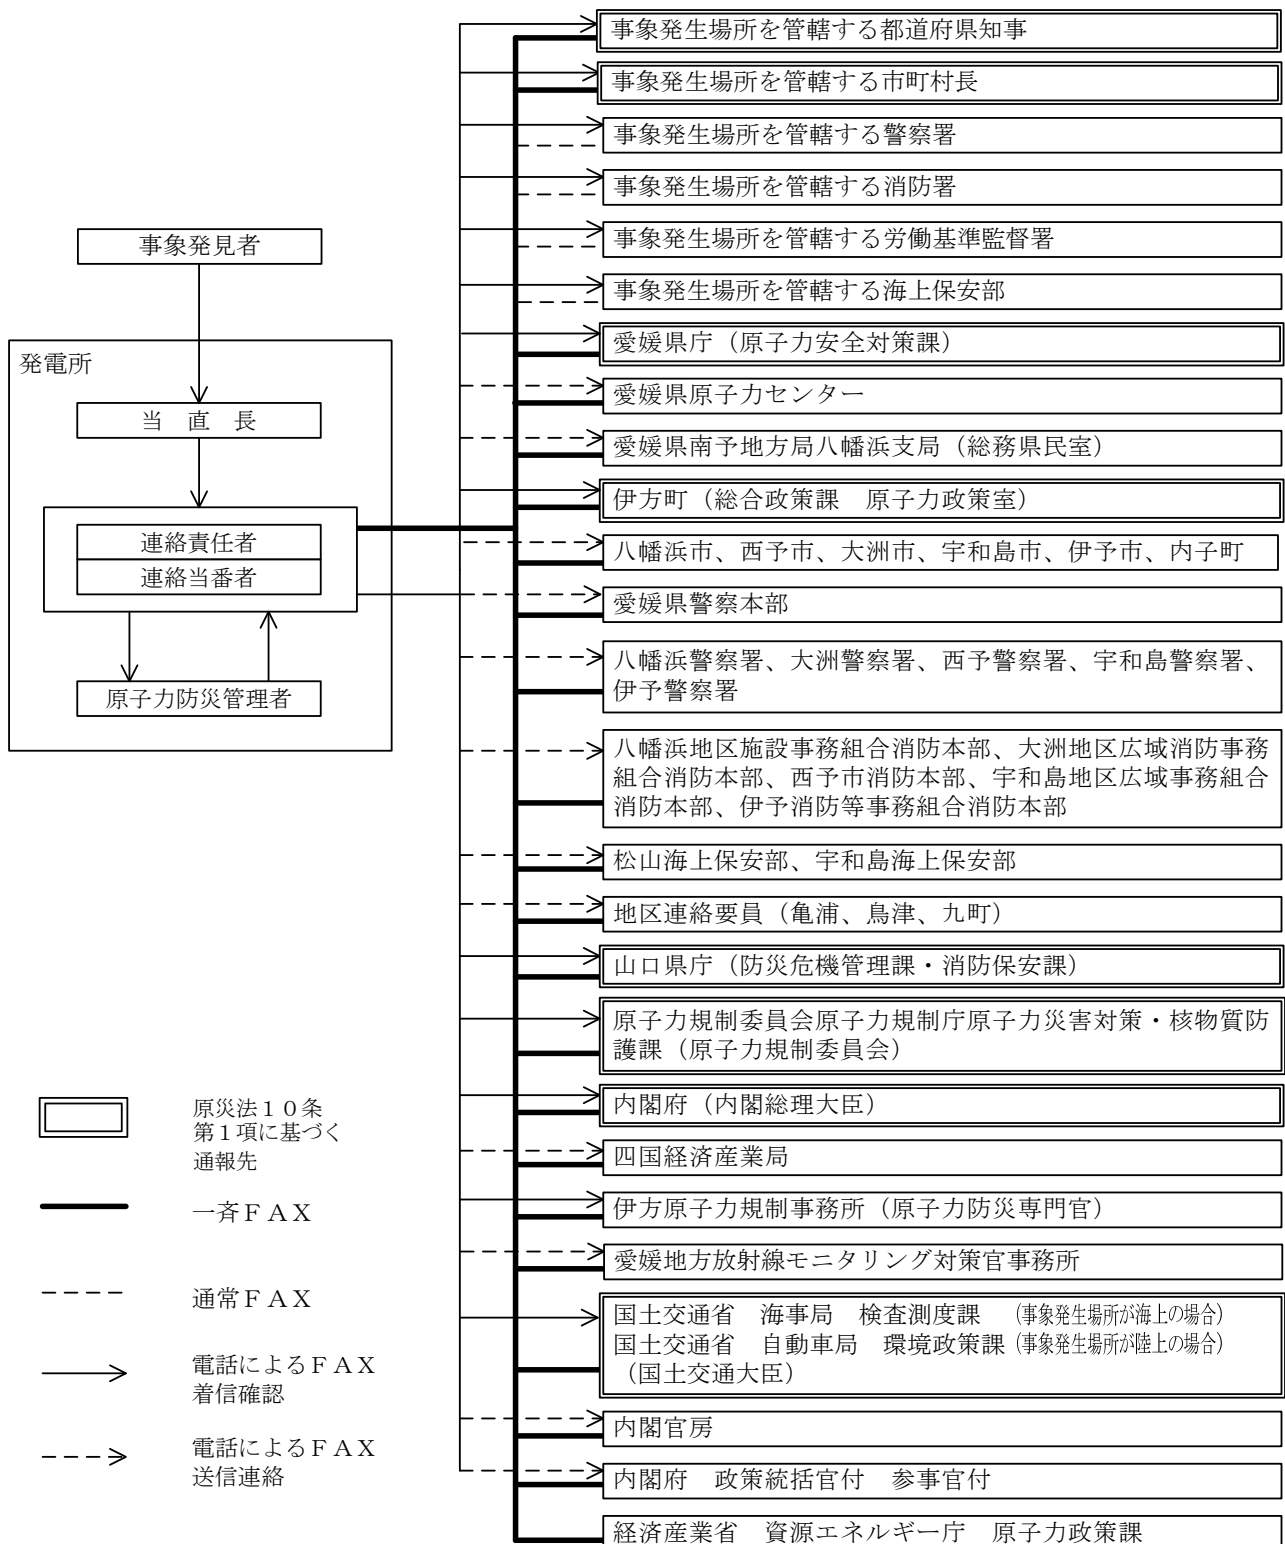 事象発見者
発電所
当　直　長
連絡責任者
連絡当番者
原子力防災管理者
事象発生場所を管轄する都道府県知事
事象発生場所を管轄する市町村長
事象発生場所を管轄する警察署
事象発生場所を管轄する消防署
事象発生場所を管轄する労働基準監督署
事象発生場所を管轄する海上保安部
愛媛県庁（原子力安全対策課）
愛媛県原子力センター
愛媛県南予地方局八幡浜支局（総務県民室）
伊方町（総合政策課　原子力政策室）
八幡浜市、西予市、大洲市、宇和島市、伊予市、内子町
愛媛県警察本部
八幡浜警察署、大洲警察署、西予警察署、宇和島警察署、
伊予警察署
八幡浜地区施設事務組合消防本部、大洲地区広域消防事務
組合消防本部、西予市消防本部、宇和島地区広域事務組合
消防本部、伊予消防等事務組合消防本部
松山海上保安部、宇和島海上保安部
地区連絡要員（亀浦、鳥津、九町）
山口県庁（防災危機管理課・消防保安課）
原子力規制委員会原子力規制庁原子力災害対策・核物質防
護課（原子力規制委員会）
内閣府（内閣総理大臣）
四国経済産業局
伊方原子力規制事務所（原子力防災専門官）
愛媛地方放射線モニタリング対策官事務所
国土交通省　海事局　検査測度課　（事象発生場所が海上の場合）
国土交通省　自動車局　環境政策課（事象発生場所が陸上の場合）
（国土交通大臣）
内閣官房
内閣府　政策統括官付　参事官付
経済産業省　資源エネルギー庁　原子力政策課
原災法１０条
第１項に基づく
通報先
一斉ＦＡＸ
通常ＦＡＸ
電話によるＦＡＸ
着信確認
電話によるＦＡＸ
送信連絡